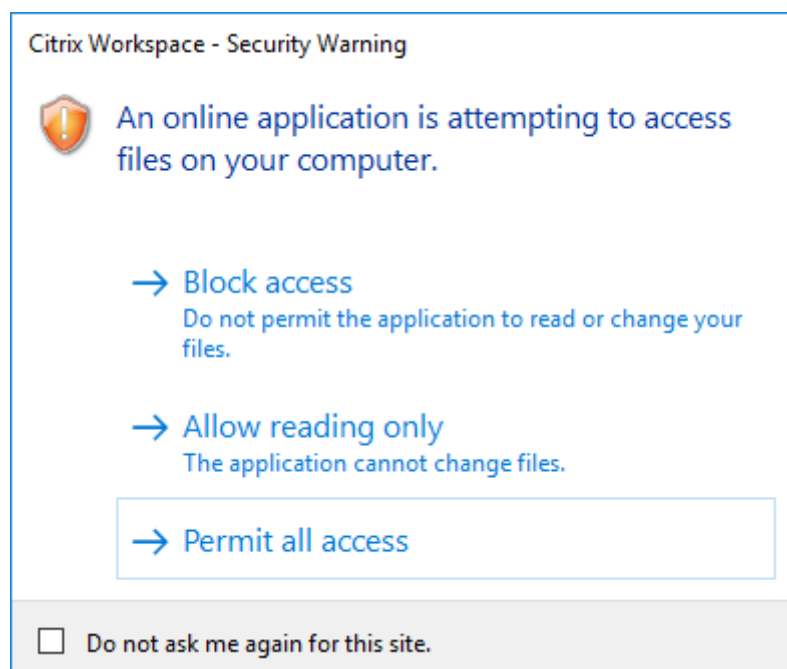 Citrix Workspace - Security Warning
An online application is attempting to access
files on your computer.
Block access
Do not permit the application to read or change your
files.
Allow reading only
The application cannot change files.
Permit all access
Do not ask me again for this site.